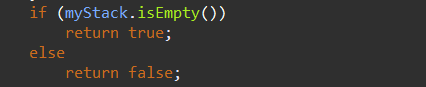 if (myStack.isEmpty())
    return true;
else
    return false;